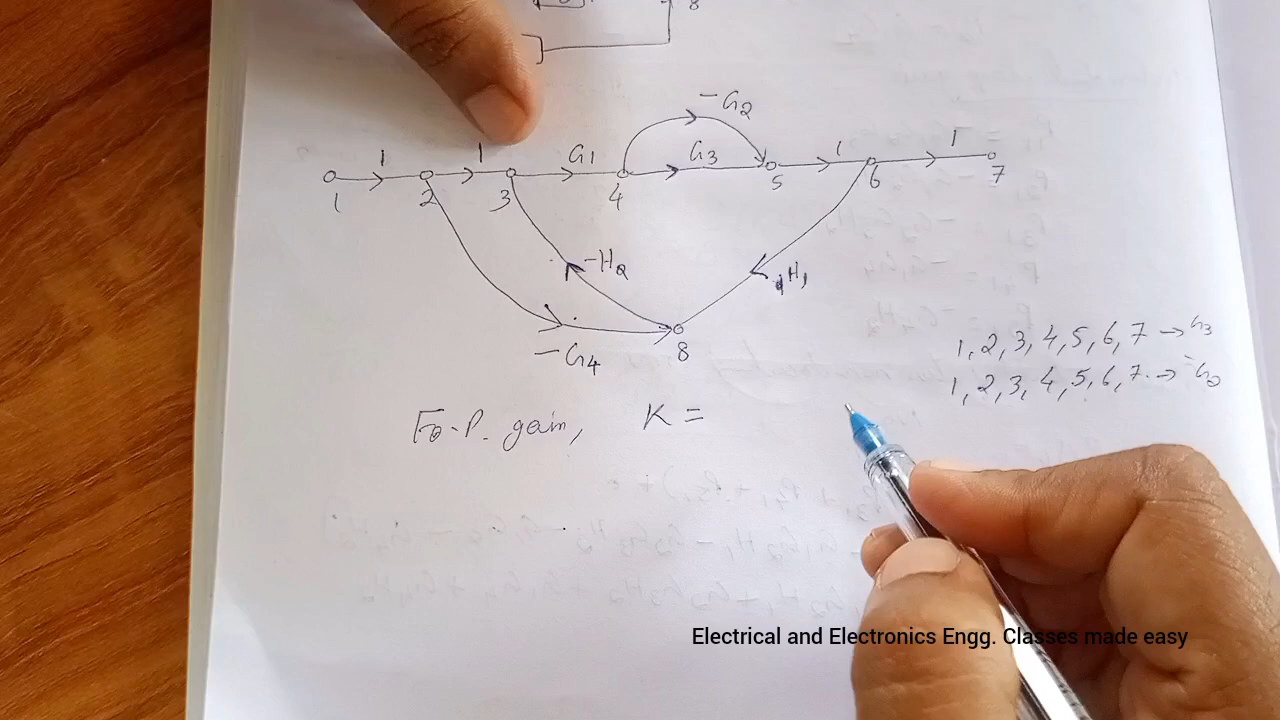 8
-G2
1 1 G1 G3 1 1
1 2 3 4 5 6 7
-H2 H1
-G4 8
1, 2, 3, 4, 5, 6, 7 → G3
1, 2, 3, 4, 5, 6, 7. → -G2
Fo.P. gain, K =
Electrical and Electronics Engg. Classes made easy